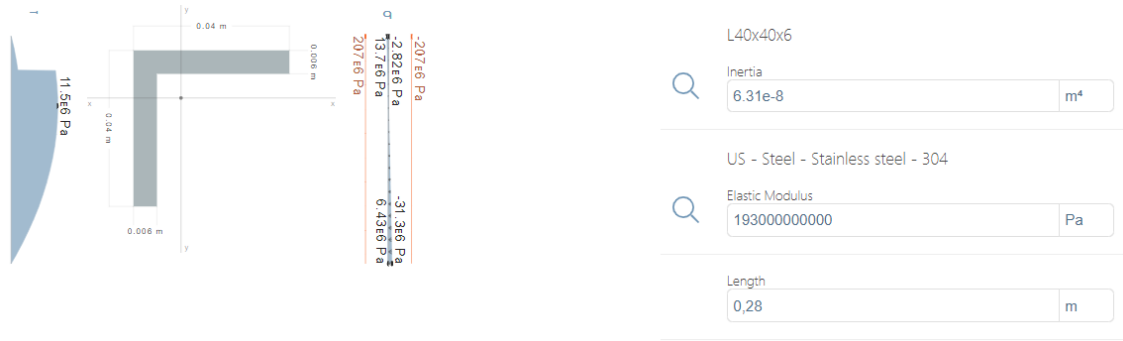 τ
y
0.04 m
0.006 m
x
x
0.04 m
0.006 m
y
11.5E6 Pa
σ
207E6 Pa
13.7E6 Pa
-2.82E6 Pa
-207E6 Pa
6.43E6 Pa
-31.3E6 Pa
L40x40x6
Inertia
6.31e-8 m⁴
US - Steel - Stainless steel - 304
Elastic Modulus
193000000000 Pa
Length
0,28 m